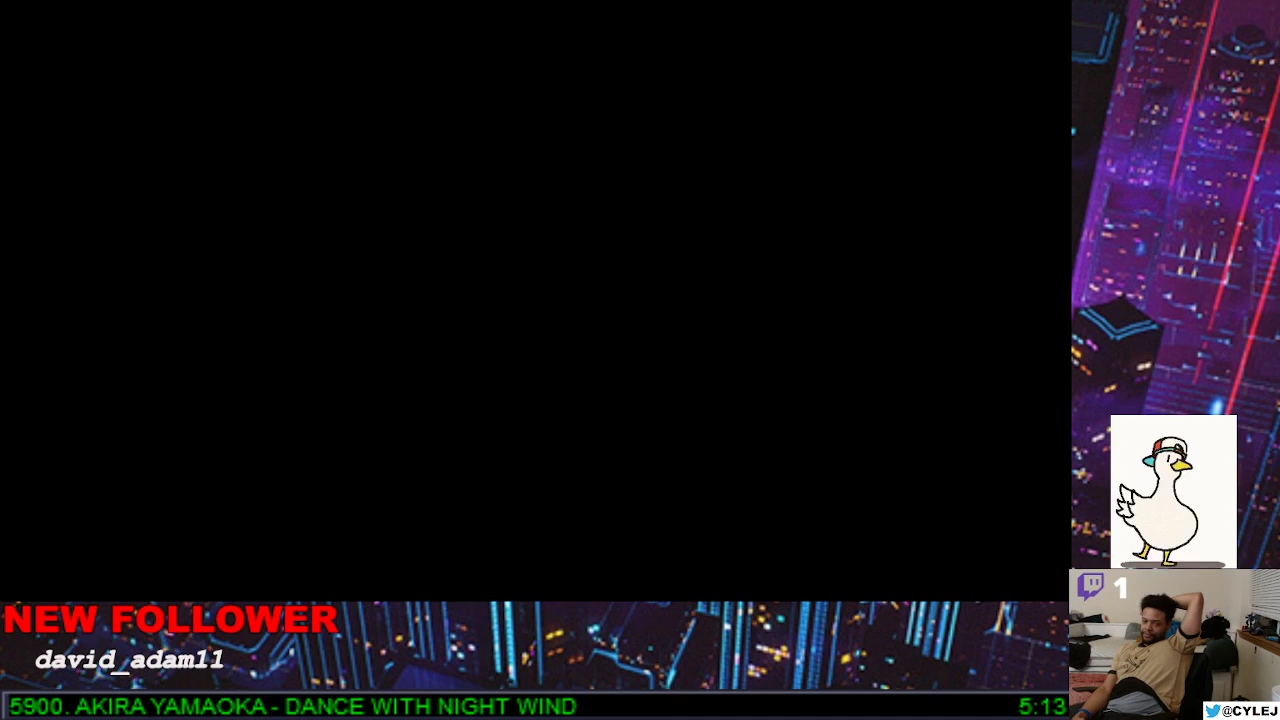 NEW FOLLOWER
david_adam11
5900. AKIRA YAMAOKA - DANCE WITH NIGHT WIND
5:13
1
@CYLEJ